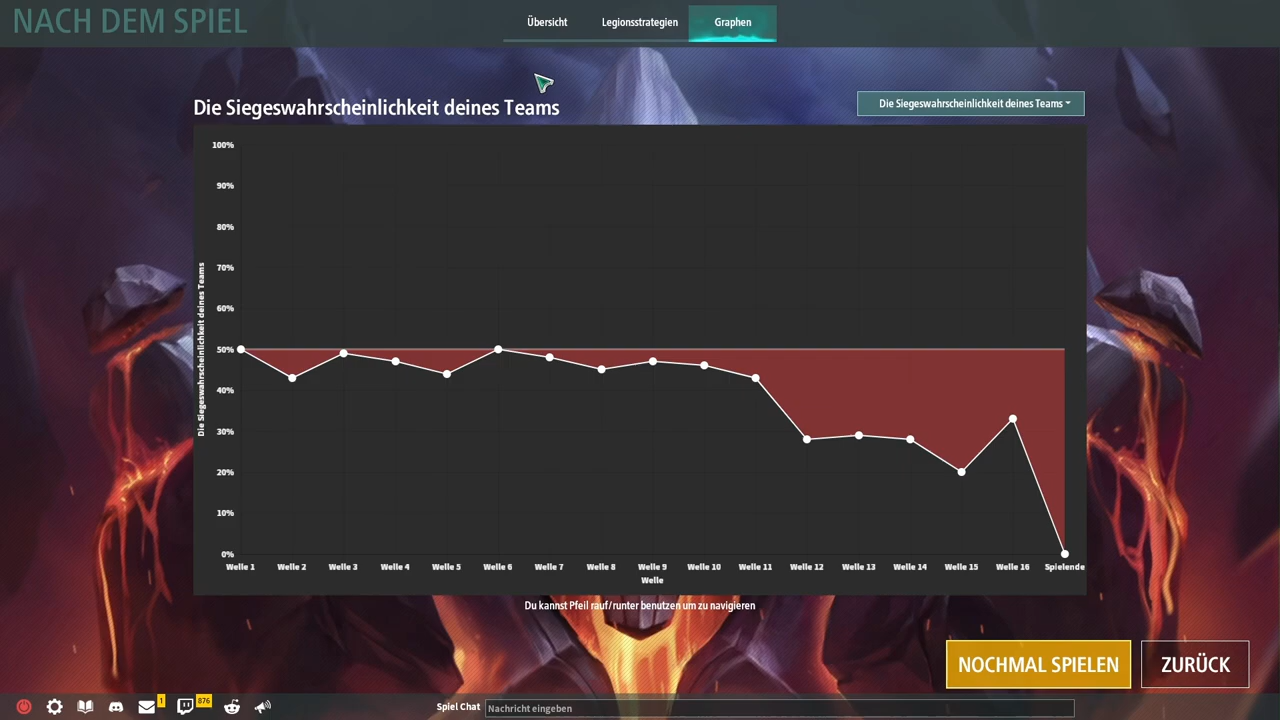 NACH DEM SPIEL
Übersicht
Legionsstrategien
Graphen
Die Siegeswahrscheinlichkeit deines Teams
Die Siegeswahrscheinlichkeit deines Teams
100%
90%
80%
70%
60%
50%
40%
30%
20%
10%
0%
Die Siegeswahrscheinlichkeit deines Teams
Welle 1 Welle 2 Welle 3 Welle 4 Welle 5 Welle 6 Welle 7 Welle 8 Welle 9 Welle 10 Welle 11 Welle 12 Welle 13 Welle 14 Welle 15 Welle 16 Spielende
Welle
Du kannst Pfeil rauf/runter benutzen um zu navigieren
NOCHMAL SPIELEN
ZURÜCK
1
876
Spiel Chat
Nachricht eingeben